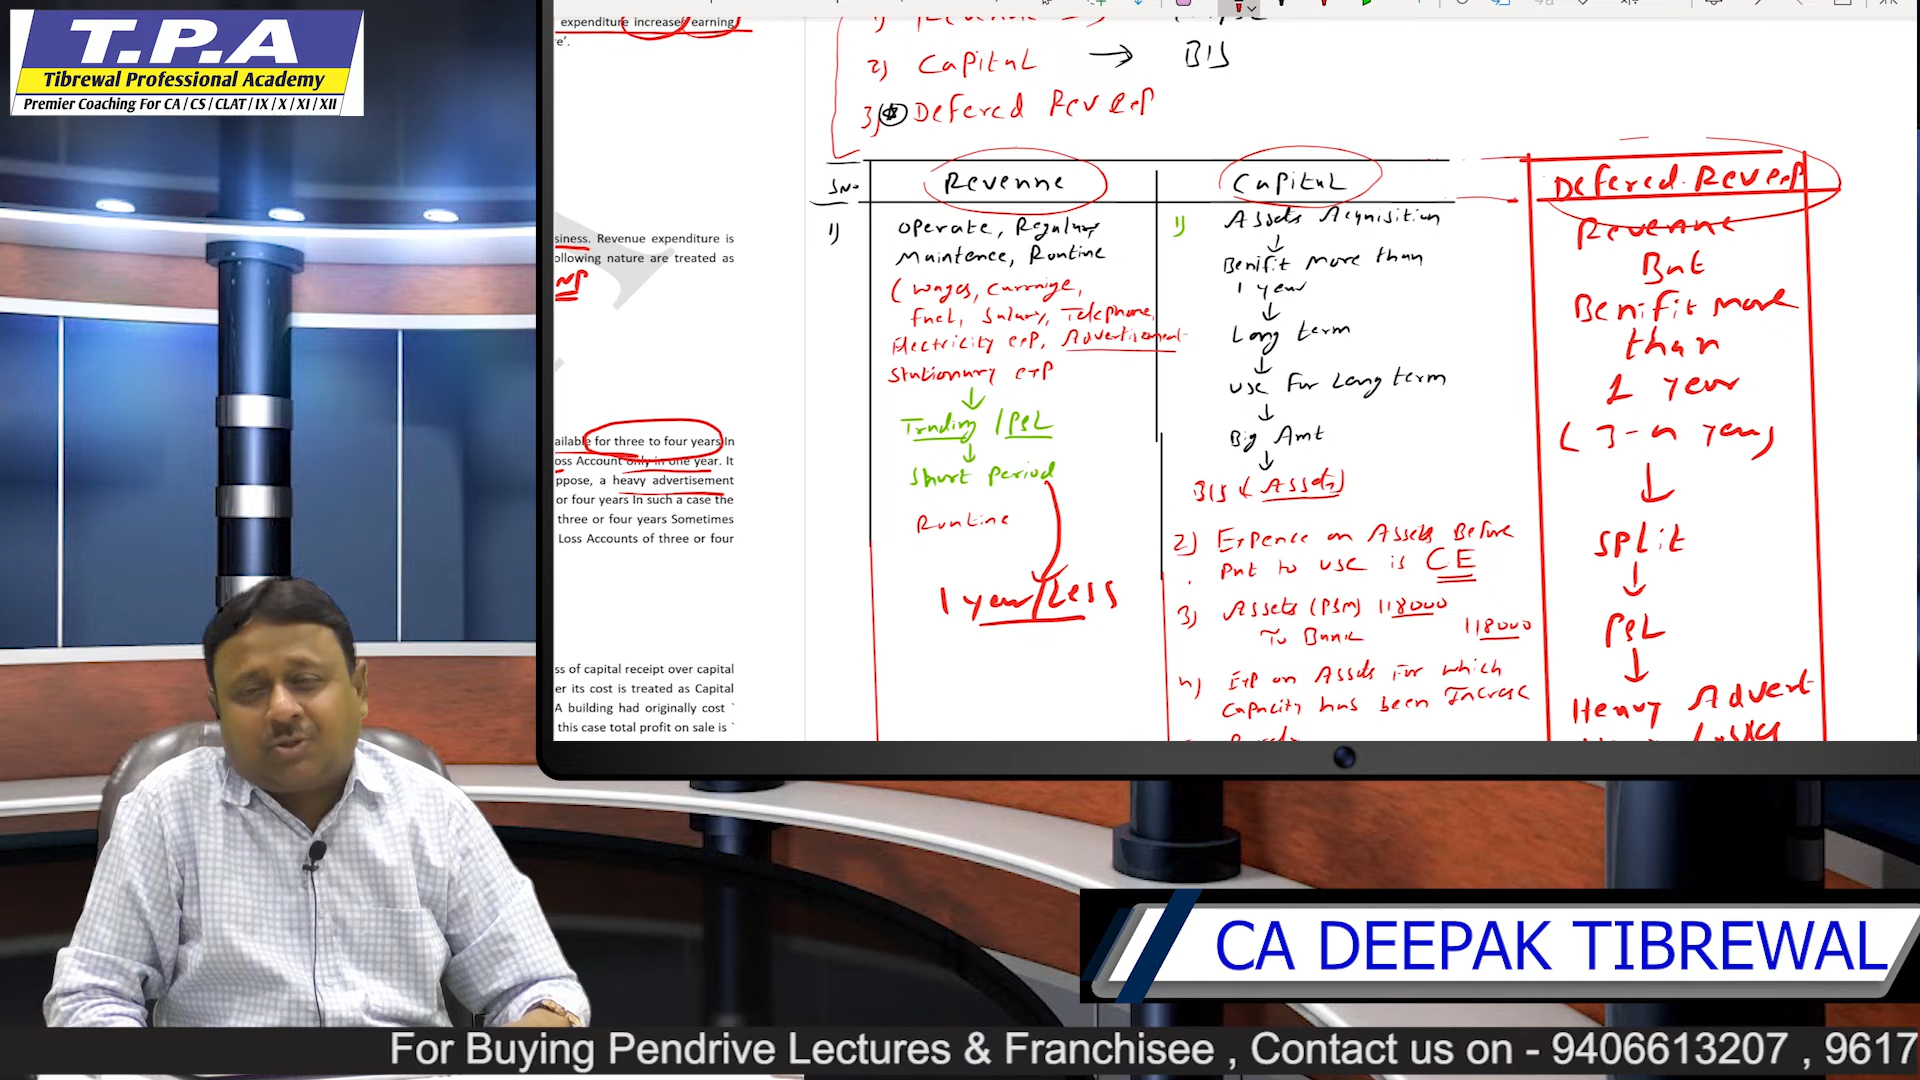 T.P.A
Tibrewal Professional Academy
Premier Coaching For CA / CS / CLAT / IX / X / XI / XII
expenditure increases earning
e'.
siness. Revenue expenditure is
ollowing nature are treated as
NP
ailable for three to four years In
oss Account only in one year. It
ppose, a heavy advertisement
or four years In such a case the
three or four years Sometimes
Loss Accounts of three or four
ss of capital receipt over capital
er its cost is treated as Capital
A building had originally cost `
this case total profit on sale is `
2) Capital → B/S
3) Defered Rev Exp
S.No
Revenue
1)
Operate, Regular,
Maintence, Routine
( Wages, Carraige,
Fuel, Salary, Telephone,
Electricity exp, Advertisement
Stationary exp
↓
Trading / P&L
↓
Short Period
Routine
1 year/Less
Capital
1) Assets Acquisition
↓
Benifit More than
1 year
↓
Long term
↓
Use For Long term
↓
Big Amt
↓
B/S (Assets)
2) Expence on Assets Before
Put to use is CE
3) Assets (P&M) 118000
To Bank 118000
4) Exp on Assets For which
Capacity has been Increase
Defered Rev Exp
Revenue
But
Benifit More
than
1 year
( 3-4 year)
↓
Split
↓
P&L
↓
Heavy Advert
CA DEEPAK TIBREWAL
For Buying Pendrive Lectures & Franchisee , Contact us on - 9406613207 , 9617